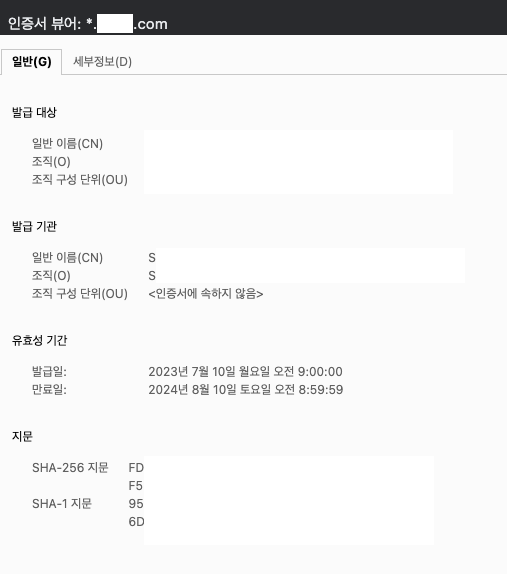 인증서 뷰어: *. .com
일반(G) 세부정보(D)
발급 대상
일반 이름(CN)
조직(O)
조직 구성 단위(OU)
발급 기관
일반 이름(CN) S
조직(O) S
조직 구성 단위(OU) <인증서에 속하지 않음>
유효성 기간
발급일: 2023년 7월 10일 월요일 오전 9:00:00
만료일: 2024년 8월 10일 토요일 오전 8:59:59
지문
SHA-256 지문 FD
F5
SHA-1 지문 95
6D